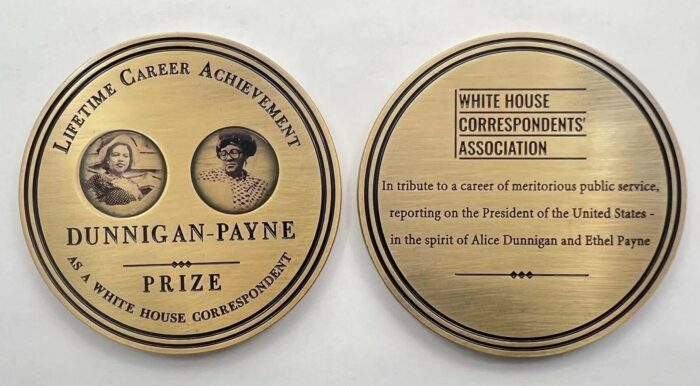 LIFETIME CAREER ACHIEVEMENT
DUNNIGAN-PAYNE
PRIZE
AS A WHITE HOUSE CORRESPONDENT
WHITE HOUSE
CORRESPONDENTS'
ASSOCIATION
In tribute to a career of meritorious public service,
reporting on the President of the United States -
in the spirit of Alice Dunnigan and Ethel Payne